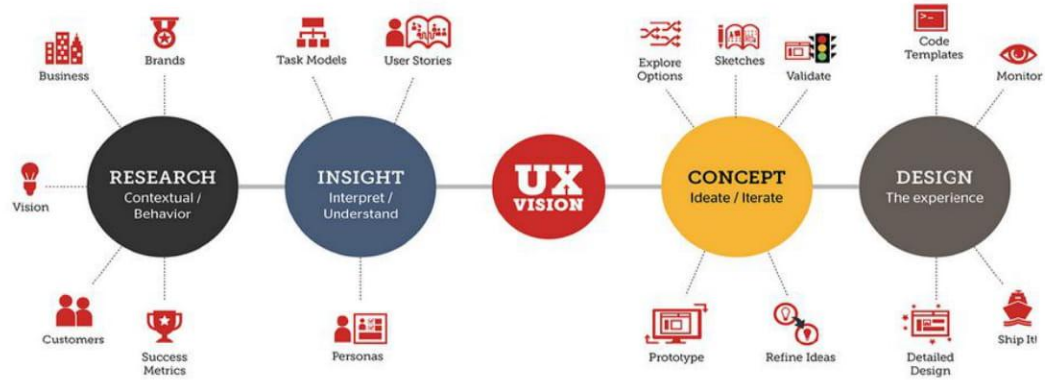 Business
Brands
Vision
RESEARCH
Contextual /
Behavior
Customers
Success
Metrics
Task Models
User Stories
INSIGHT
Interpret /
Understand
Personas
UX
VISION
Explore
Options
Sketches
Validate
CONCEPT
Ideate / Iterate
Prototype
Refine Ideas
Code
Templates
Monitor
DESIGN
The experience
Detailed
Design
Ship It!